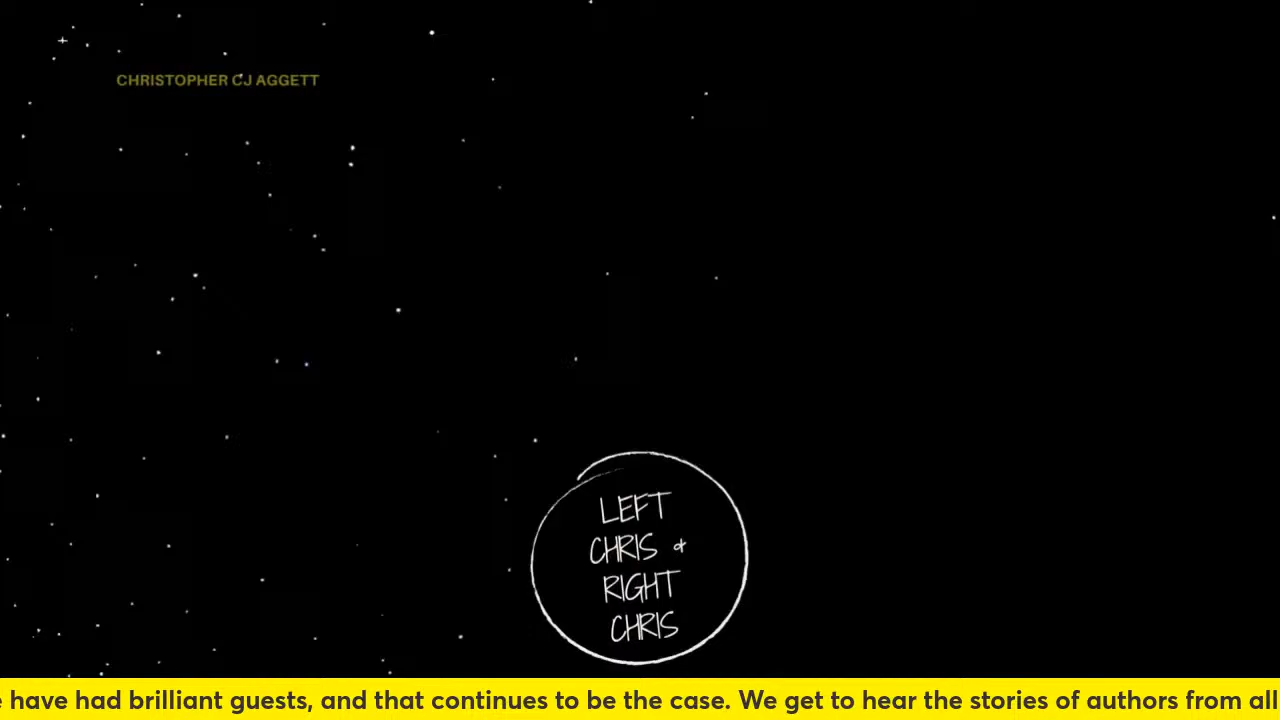 CHRISTOPHER CJ AGGETT
LEFT
CHRIS &
RIGHT
CHRIS
have had brilliant guests, and that continues to be the case. We get to hear the stories of authors from all